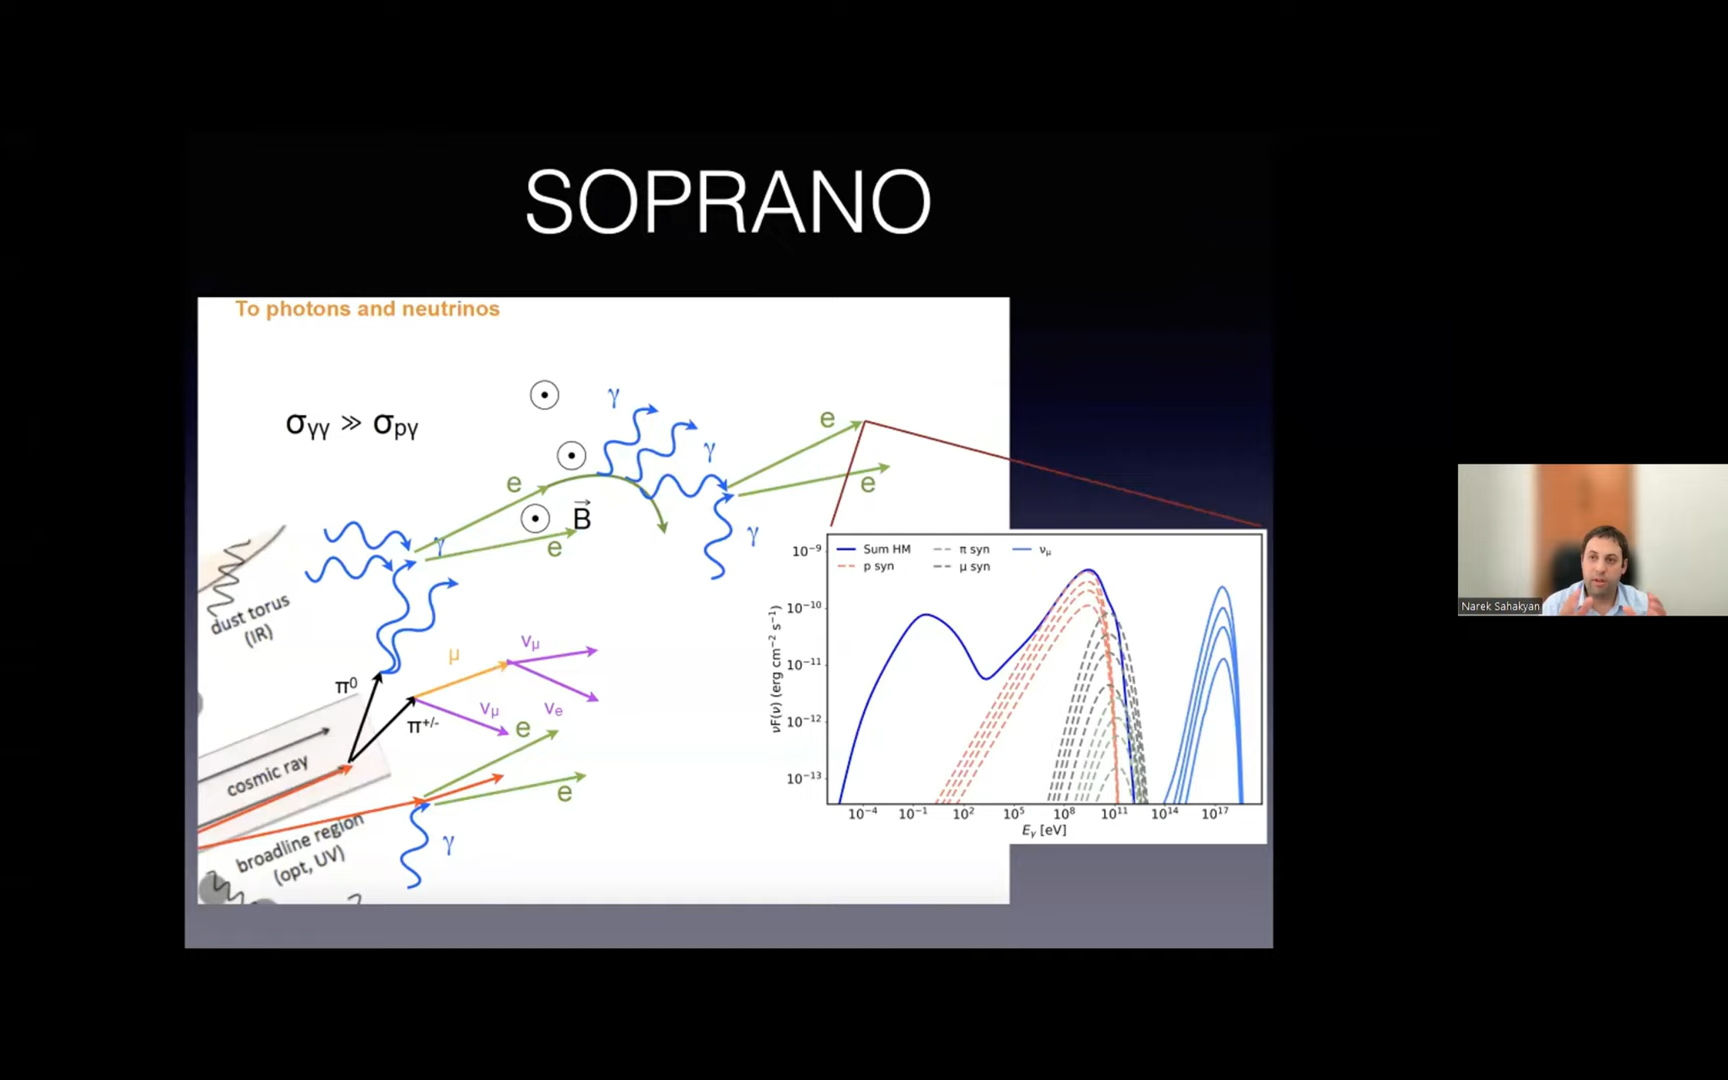 SOPRANO
To photons and neutrinos
σγγ ≫ σpγ
γ
γ
e
e
e
B
e
γ
γ
dust torus
(IR)
π⁰
μ
νμ
νμ
νe
π+/-
e
e
cosmic ray
broadline region
(opt, UV)
γ
Sum HM
p syn
π syn
μ syn
νμ
νF(ν) (erg cm⁻² s⁻¹)
10⁻⁹
10⁻¹⁰
10⁻¹¹
10⁻¹²
10⁻¹³
10⁻⁴ 10⁻¹ 10² 10⁵ 10⁸ 10¹¹ 10¹⁴ 10¹⁷
Eγ [eV]
Narek Sahakyan